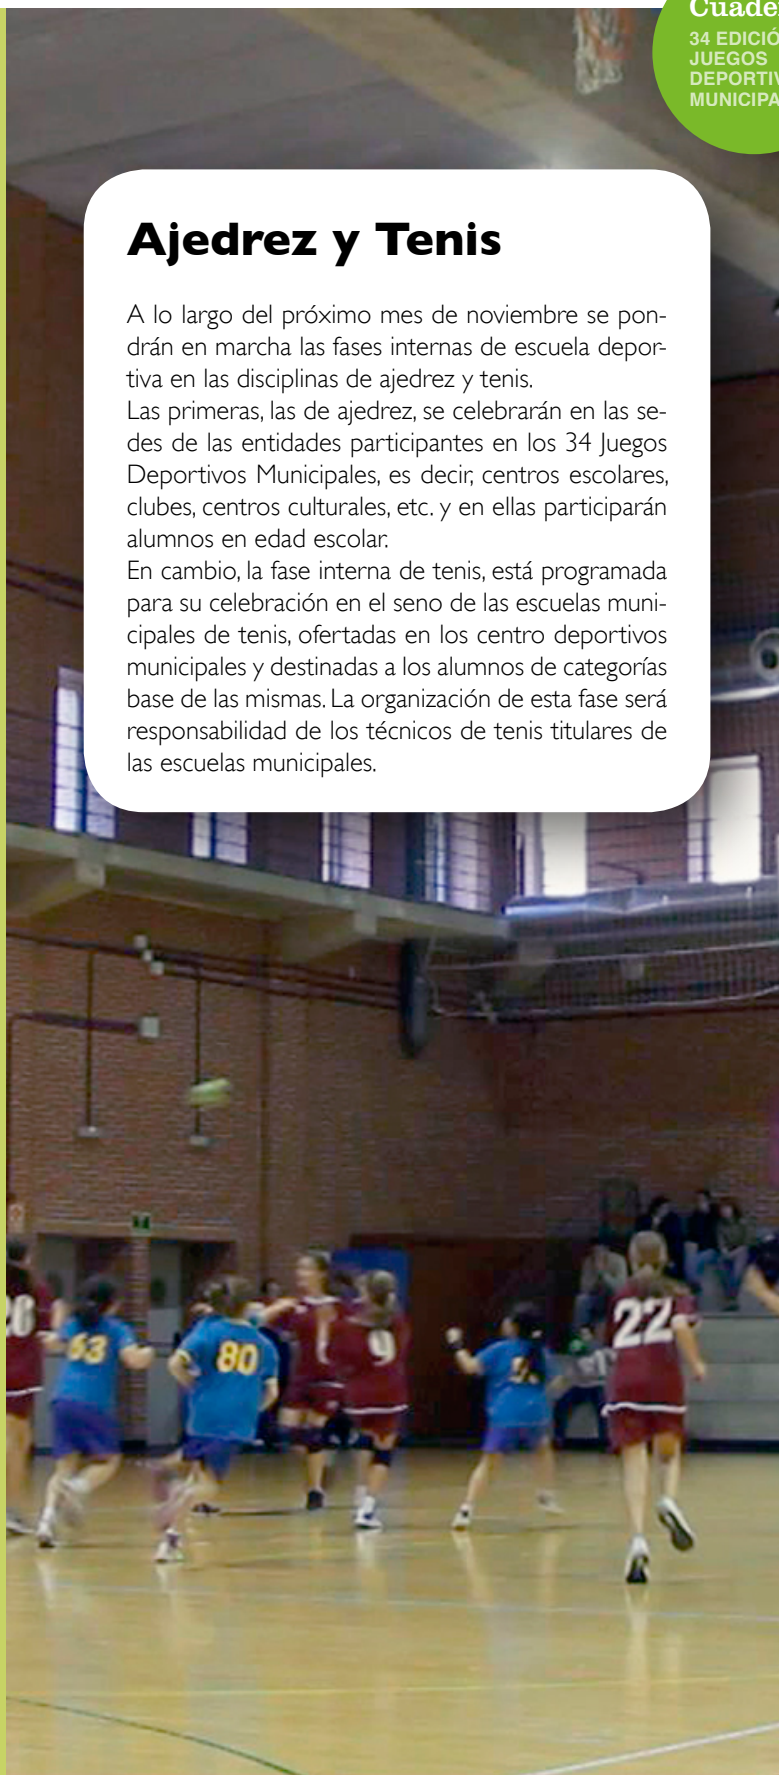 34 EDICIÓ
JUEGOS
DEPORTIV
MUNICIPA
Ajedrez y Tenis
A lo largo del próximo mes de noviembre se pon-
drán en marcha las fases internas de escuela depor-
tiva en las disciplinas de ajedrez y tenis.
Las primeras, las de ajedrez, se celebrarán en las se-
des de las entidades participantes en los 34 Juegos
Deportivos Municipales, es decir, centros escolares,
clubes, centros culturales, etc. y en ellas participarán
alumnos en edad escolar.
En cambio, la fase interna de tenis, está programada
para su celebración en el seno de las escuelas muni-
cipales de tenis, ofertadas en los centro deportivos
municipales y destinadas a los alumnos de categorías
base de las mismas. La organización de esta fase será
responsabilidad de los técnicos de tenis titulares de
las escuelas municipales.
63
80
9
22